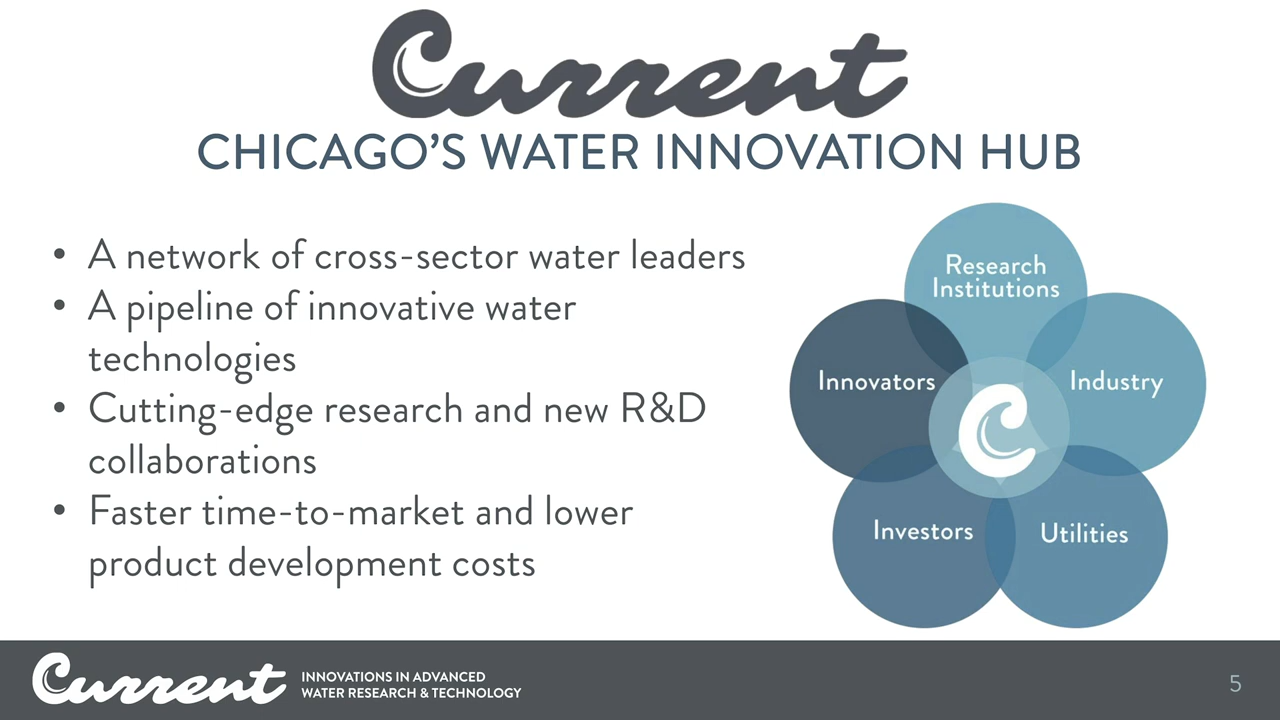 Current
CHICAGO'S WATER INNOVATION HUB
• A network of cross-sector water leaders
• A pipeline of innovative water
technologies
• Cutting-edge research and new R&D
collaborations
• Faster time-to-market and lower
product development costs
Research
Institutions
Innovators
Industry
C
Investors
Utilities
Current
INNOVATIONS IN ADVANCED
WATER RESEARCH & TECHNOLOGY
5